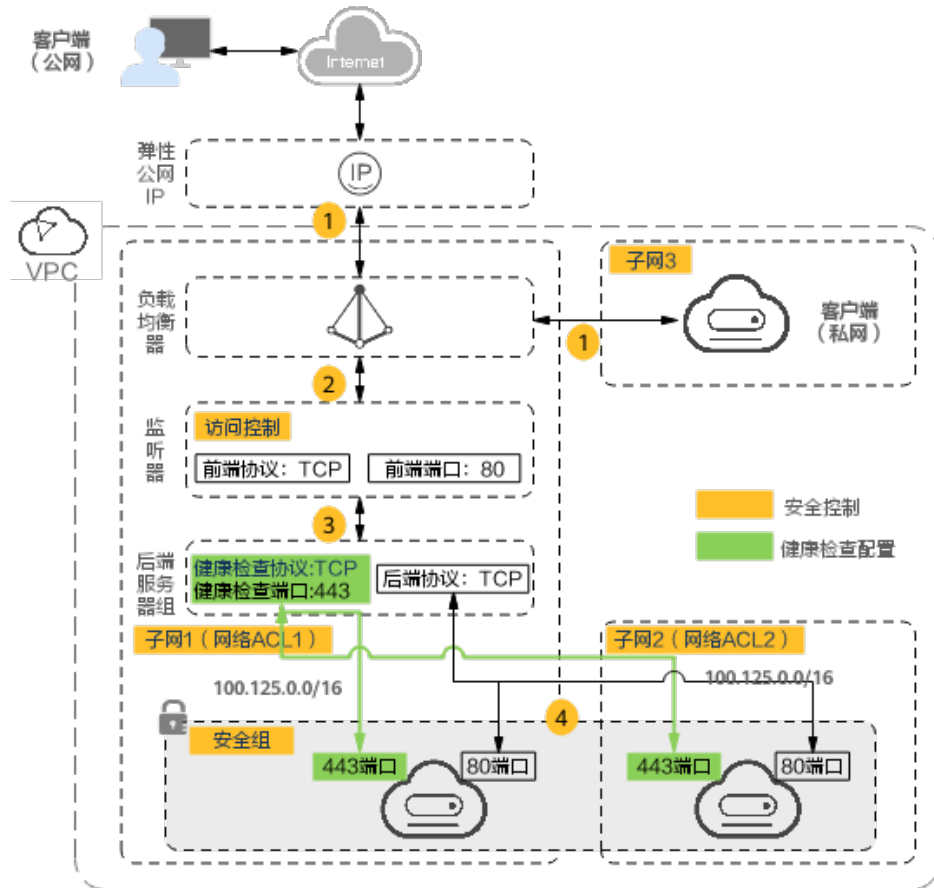 客户端
（公网）
Internet
弹性
公网
IP
IP
1
VPC
子网3
负载
均衡
器
客户端
（私网）
1
2
监
听
器
访问控制
前端协议：TCP
前端端口：80
3
安全控制
健康检查配置
后端
服务
器组
健康检查协议:TCP
健康检查端口:443
后端协议：TCP
子网1（网络ACL1）
子网2（网络ACL2）
100.125.0.0/16
100.125.0.0/16
4
安全组
443端口
80端口
443端口
80端口